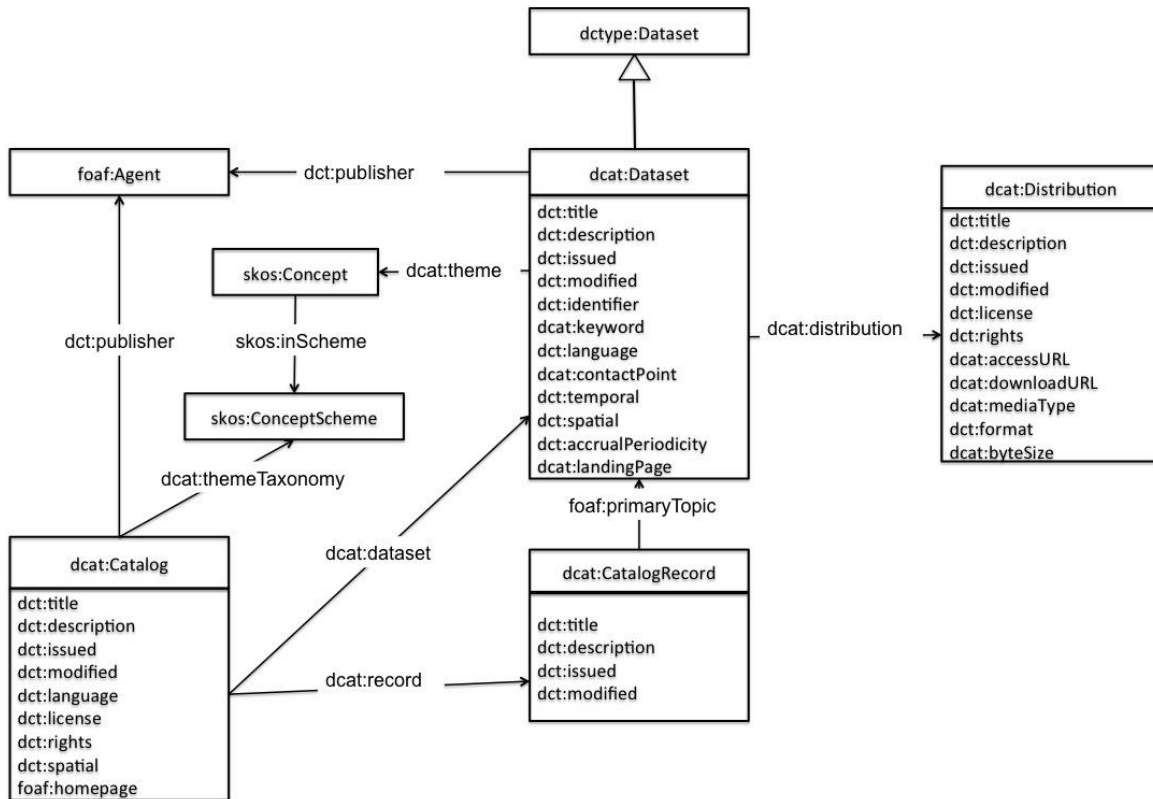 dctype:Dataset
foaf:Agent
dct:publisher
dcat:Dataset
dct:title
dct:description
dct:issued
dct:modified
dct:identifier
dcat:keyword
dct:language
dcat:contactPoint
dct:temporal
dct:spatial
dct:accrualPeriodicity
dcat:landingPage
dcat:Distribution
dct:title
dct:description
dct:issued
dct:modified
dct:license
dct:rights
dcat:accessURL
dcat:downloadURL
dcat:mediaType
dct:format
dcat:byteSize
skos:Concept
dcat:theme
dcat:distribution
dct:publisher
skos:inScheme
skos:ConceptScheme
dcat:themeTaxonomy
foaf:primaryTopic
dcat:dataset
dcat:Catalog
dct:title
dct:description
dct:issued
dct:modified
dct:language
dct:license
dct:rights
dct:spatial
foaf:homepage
dcat:record
dcat:CatalogRecord
dct:title
dct:description
dct:issued
dct:modified